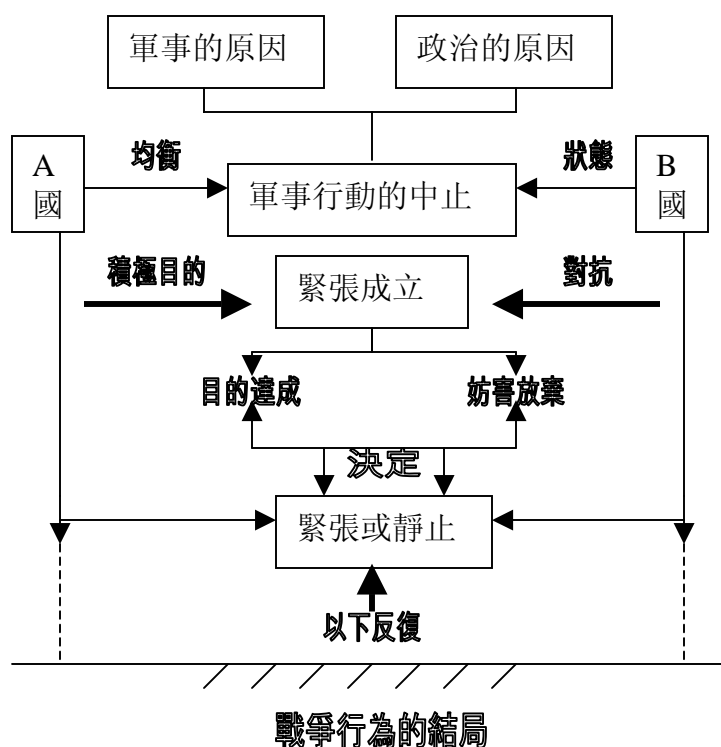 軍事的原因
政治的原因
A
國
均衡
軍事行動的中止
狀態
B
國
積極目的
緊張成立
對抗
目的達成
妨害放棄
決定
緊張或靜止
以下反復
戰爭行為的結局